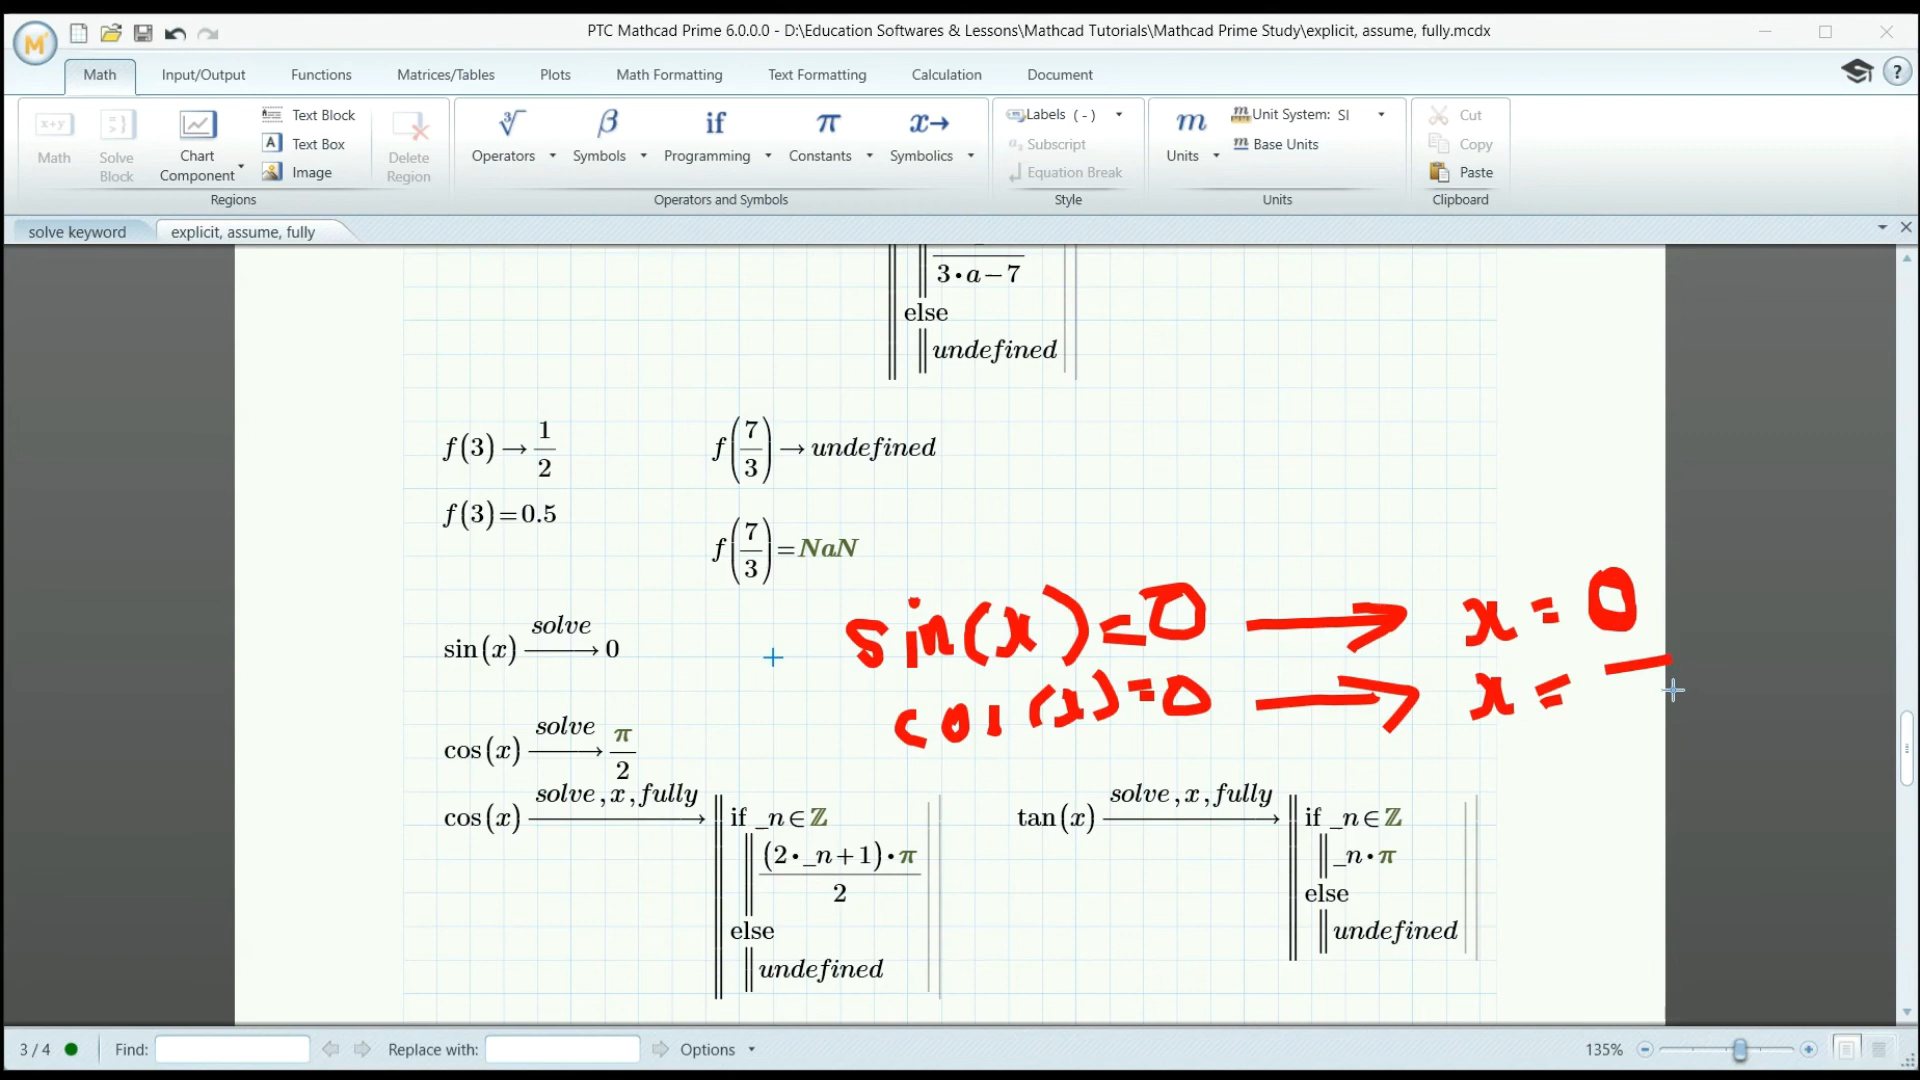 PTC Mathcad Prime 6.0.0.0 - D:\Education Softwares & Lessons\Mathcad Tutorials\Mathcad Prime Study\explicit, assume, fully.mcdx
Math Input/Output Functions Matrices/Tables Plots Math Formatting Text Formatting Calculation Document
Math
Solve Block
Chart Component
Text Block
Text Box
Image
Delete Region
Regions
Operators
β Symbols
if Programming
π Constants
x→ Symbolics
Operators and Symbols
Labels ( - )
Subscript
Equation Break
Style
m Units
Unit System: SI
Base Units
Units
Cut
Copy
Paste
Clipboard
solve keyword
explicit, assume, fully
3·a−7
else
undefined
f(3)→1/2
f(7/3)→undefined
f(3)=0.5
f(7/3)=NaN
sin(x)=0 → x = 0
sin(x) solve→ 0
cos(x)=0 → x =
cos(x) solve→ π/2
cos(x) solve,x,fully→ if _n∈ℤ
(2·_n+1)·π
2
else
undefined
tan(x) solve,x,fully→ if _n∈ℤ
_n·π
else
undefined
3 / 4 Find: Replace with: Options 135%